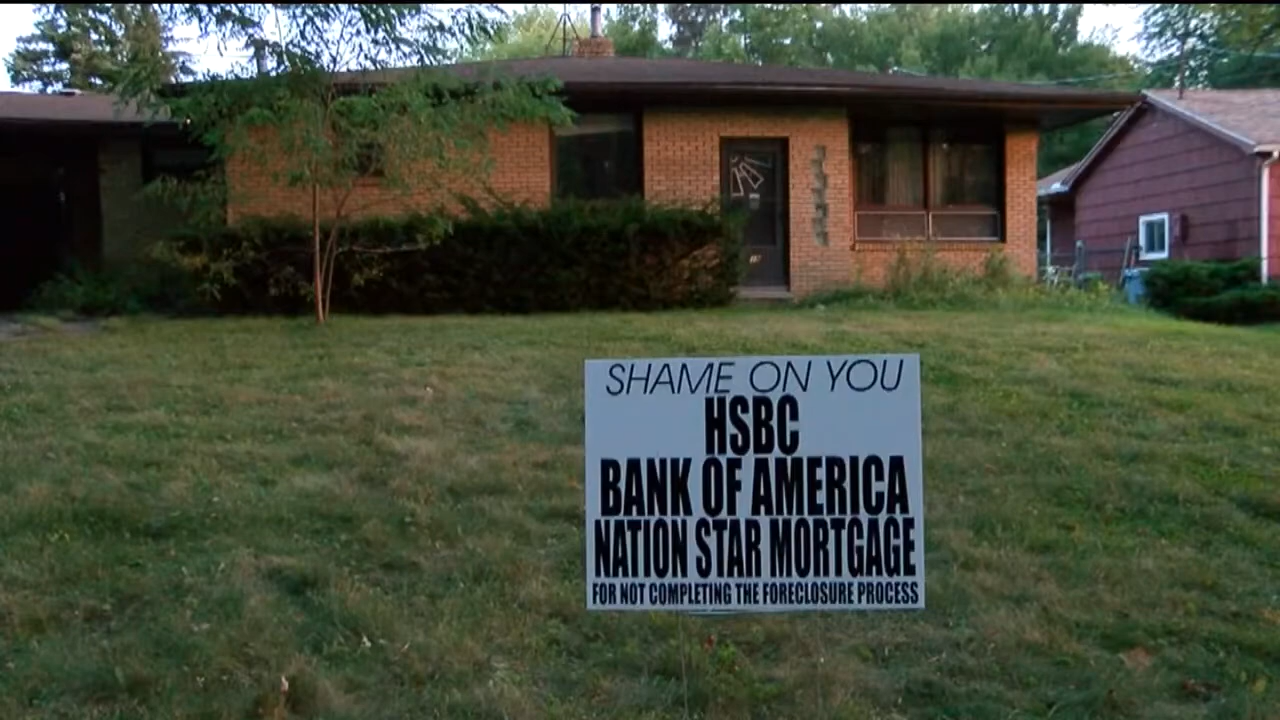 SHAME ON YOU
HSBC
BANK OF AMERICA
NATION STAR MORTGAGE
FOR NOT COMPLETING THE FORECLOSURE PROCESS